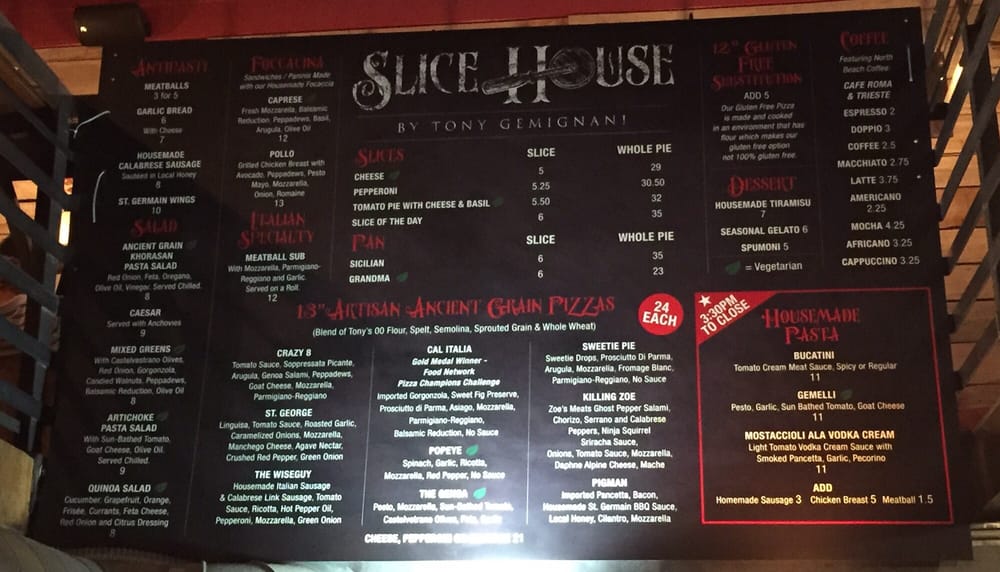 ANTIPASTI
MEATBALLS
3 for 5
GARLIC BREAD
6
With Cheese
7
HOUSEMADE
CALABRESE SAUSAGE
Sautéed in Local Honey
8
ST. GERMAIN WINGS
10
SALAD
ANCIENT GRAIN
KHORASAN
PASTA SALAD
Red Onion, Feta, Oregano,
Olive Oil, Vinegar, Served Chilled.
8
CAESAR
Served with Anchovies
9
MIXED GREENS
With Castelvestrano Olives,
Red Onion, Gorgonzola,
Candied Walnuts, Peppadews,
Balsamic Reduction, Olive Oil
8
ARTICHOKE
PASTA SALAD
With Sun-Bathed Tomato,
Goat Cheese, Olive Oil.
Served Chilled.
9
QUINOA SALAD
Cucumber, Grapefruit, Orange,
Frisée, Currants, Feta Cheese,
Red Onion and Citrus Dressing
8
FOCCACINA
Sandwiches / Paninis Made
with our Housemade Focaccia
CAPRESE
Fresh Mozzarella, Balsamic
Reduction, Peppadews, Basil,
Arugula, Olive Oil
12
POLLO
Grilled Chicken Breast with
Avocado, Peppadews, Pesto
Mayo, Mozzarella,
Onion, Romaine
13
ITALIAN
SPECIALTY
MEATBALL SUB
With Mozzarella, Parmigiano-
Reggiano and Garlic
Served on a Roll.
12
SLICE HOUSE
BY TONY GEMIGNANI
SLICES SLICE WHOLE PIE
CHEESE 5 29
PEPPERONI 5.25 30.50
TOMATO PIE WITH CHEESE & BASIL 5.50 32
SLICE OF THE DAY 6 35
PAN SLICE WHOLE PIE
SICILIAN 6 35
GRANDMA 6 23
12" GLUTEN
FREE
SUBSTITUTION
ADD 5
Our Gluten Free Pizza
is made and cooked
in an environment that has
flour which makes our
gluten free option
not 100% gluten free.
DESSERT
HOUSEMADE TIRAMISU
7
SEASONAL GELATO 6
SPUMONI 5
= Vegetarian
COFFEE
Featuring North
Beach Coffee
CAFE ROMA
& TRIESTE
ESPRESSO 2
DOPPIO 3
COFFEE 2.5
MACCHIATO 2.75
LATTE 3.75
AMERICANO
2.25
MOCHA 4.25
AFRICANO 3.25
CAPPUCCINO 3.25
13" ARTISAN ANCIENT GRAIN PIZZAS
24
EACH
(Blend of Tony's 00 Flour, Spelt, Semolina, Sprouted Grain & Whole Wheat)
CRAZY 8
Tomato Sauce, Soppressata Picante,
Arugula, Genoa Salami, Peppadews,
Goat Cheese, Mozzarella,
Parmigiano-Reggiano
ST. GEORGE
Linguisa, Tomato Sauce, Roasted Garlic,
Caramelized Onions, Mozzarella,
Manchego Cheese, Agave Nectar,
Crushed Red Pepper, Green Onion
THE WISEGUY
Housemade Italian Sausage
& Calabrese Link Sausage, Tomato
Sauce, Ricotta, Hot Pepper Oil,
Pepperoni, Mozzarella, Green Onion
CAL ITALIA
Gold Medal Winner -
Food Network
Pizza Champions Challenge
Imported Gorgonzola, Sweet Fig Preserve,
Prosciutto di Parma, Asiago, Mozzarella,
Parmigiano-Reggiano,
Balsamic Reduction, No Sauce
POPEYE
Spinach, Garlic, Ricotta,
Mozzarella, Red Pepper, No Sauce
THE GENOA
Pesto, Mozzarella, Sun-Bathed Tomato,
Castelvetrano Olives, Feta, Garlic
SWEETIE PIE
Sweetie Drops, Prosciutto Di Parma,
Arugula, Mozzarella, Fromage Blanc,
Parmigiano-Reggiano, No Sauce
KILLING ZOE
Zoe's Meats Ghost Pepper Salami,
Chorizo, Serrano and Calabrese
Peppers, Ninja Squirrel
Sriracha Sauce,
Onions, Tomato Sauce, Mozzarella,
Daphne Alpine Cheese, Mache
PIGMAN
Imported Pancetta, Bacon,
Housemade St. Germain BBQ Sauce,
Local Honey, Cilantro, Mozzarella
CHEESE, PEPPERONI 21
3:30PM
TO CLOSE
HOUSEMADE
PASTA
BUCATINI
Tomato Cream Meat Sauce, Spicy or Regular
11
GEMELLI
Pesto, Garlic, Sun Bathed Tomato, Goat Cheese
11
MOSTACCIOLI ALA VODKA CREAM
Light Tomato Vodka Cream Sauce with
Smoked Pancetta, Garlic, Pecorino
11
ADD
Homemade Sausage 3 Chicken Breast 5 Meatball 1.5